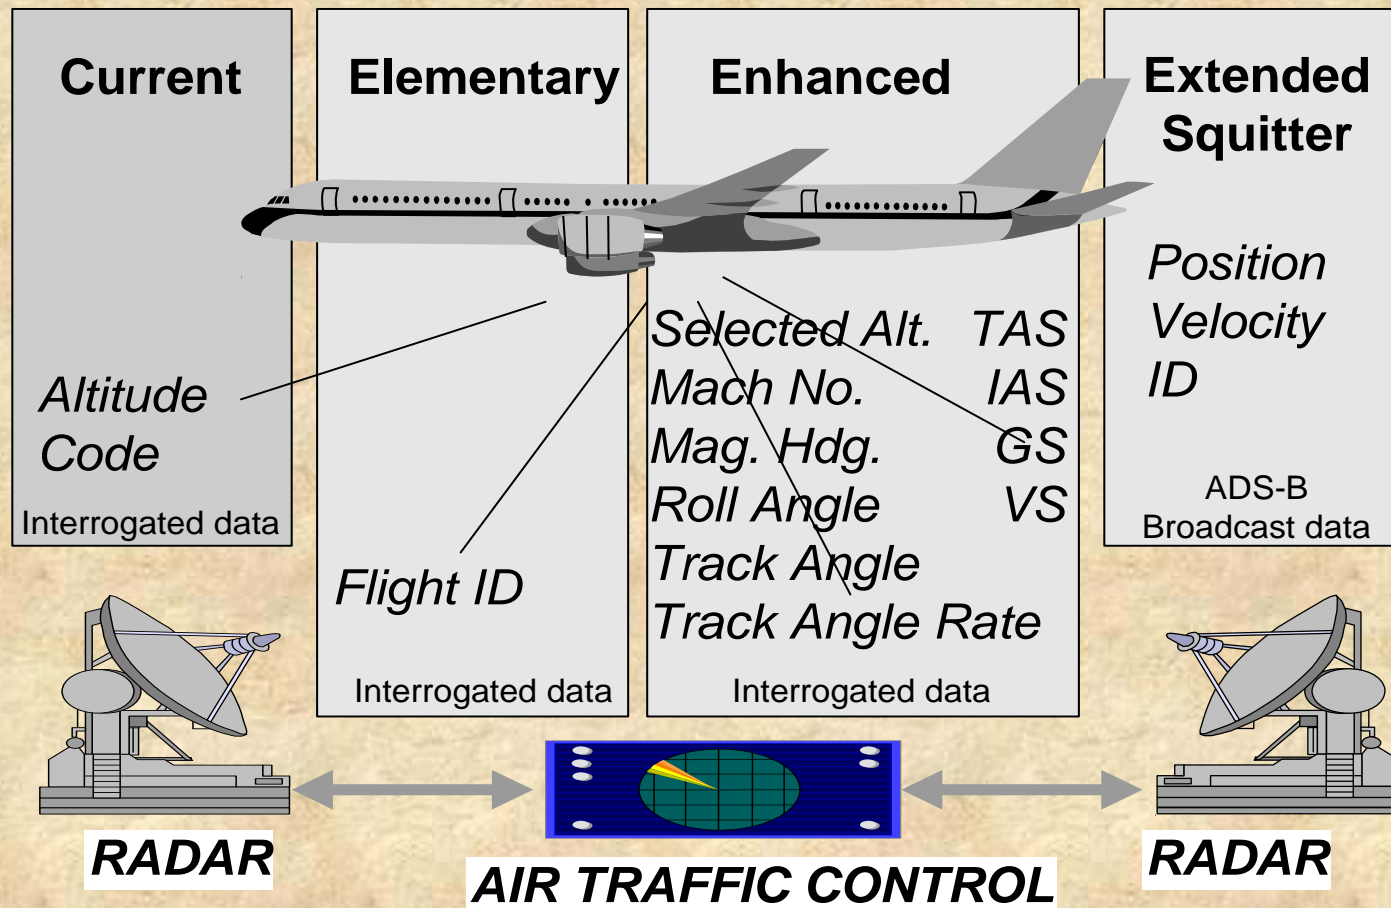 Current
Altitude
Code
Interrogated data
Elementary
Flight ID
Interrogated data
Enhanced
Selected Alt. TAS
Mach No. IAS
Mag. Hdg. GS
Roll Angle VS
Track Angle
Track Angle Rate
Interrogated data
Extended
Squitter
Position
Velocity
ID
ADS-B
Broadcast data
RADAR
AIR TRAFFIC CONTROL
RADAR